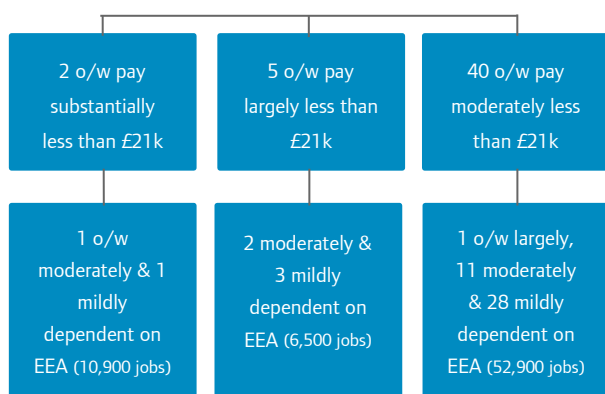 2 o/w pay
substantially
less than £21k
5 o/w pay
largely less than
£21k
40 o/w pay
moderately less
than £21k
1 o/w
moderately & 1
mildly
dependent on
EEA (10,900 jobs)
2 moderately &
3 mildly
dependent on
EEA (6,500 jobs)
1 o/w largely,
11 moderately
& 28 mildly
dependent on
EEA (52,900 jobs)